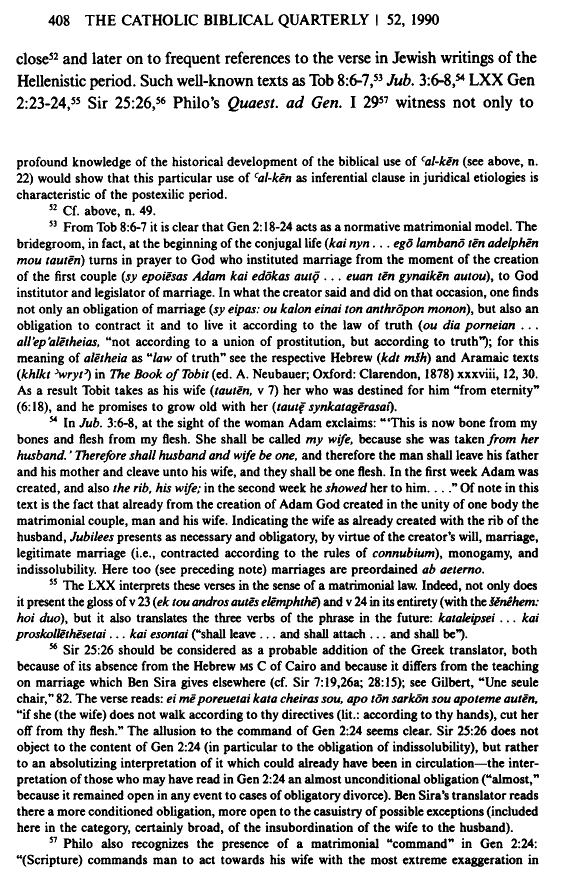 408 THE CATHOLIC BIBLICAL QUARTERLY | 52, 1990
close⁵² and later on to frequent references to the verse in Jewish writings of the
Hellenistic period. Such well-known texts as Tob 8:6-7,⁵³ Jub. 3:6-8,⁵⁴ LXX Gen
2:23-24,⁵⁵ Sir 25:26,⁵⁶ Philo's Quaest. ad Gen. I 29⁵⁷ witness not only to
profound knowledge of the historical development of the biblical use of ʿal-kēn (see above, n.
22) would show that this particular use of ʿal-kēn as inferential clause in juridical etiologies is
characteristic of the postexilic period.
⁵² Cf. above, n. 49.
⁵³ From Tob 8:6-7 it is clear that Gen 2:18-24 acts as a normative matrimonial model. The
bridegroom, in fact, at the beginning of the conjugal life (kai nyn . . . egō lambanō tēn adelphēn
mou tautēn) turns in prayer to God who instituted marriage from the moment of the creation
of the first couple (sy epoiēsas Adam kai edōkas autǭ . . . euan tēn gynaikēn autou), to God
institutor and legislator of marriage. In what the creator said and did on that occasion, one finds
not only an obligation of marriage (sy eipas: ou kalon einai ton anthrōpon monon), but also an
obligation to contract it and to live it according to the law of truth (ou dia porneian . . .
all'ep'alētheias, “not according to a union of prostitution, but according to truth”); for this
meaning of alētheia as “law of truth” see the respective Hebrew (kdt mšh) and Aramaic texts
(khlkt ʾwrytʾ) in The Book of Tobit (ed. A. Neubauer; Oxford: Clarendon, 1878) xxxviii, 12, 30.
As a result Tobit takes as his wife (tautēn, v 7) her who was destined for him “from eternity”
(6:18), and he promises to grow old with her (tautę̄ synkatagērasai).
⁵⁴ In Jub. 3:6-8, at the sight of the woman Adam exclaims: “‘This is now bone from my
bones and flesh from my flesh. She shall be called my wife, because she was taken from her
husband.’ Therefore shall husband and wife be one, and therefore the man shall leave his father
and his mother and cleave unto his wife, and they shall be one flesh. In the first week Adam was
created, and also the rib, his wife; in the second week he showed her to him. . . .” Of note in this
text is the fact that already from the creation of Adam God created in the unity of one body the
matrimonial couple, man and his wife. Indicating the wife as already created with the rib of the
husband, Jubilees presents as necessary and obligatory, by virtue of the creator's will, marriage,
legitimate marriage (i.e., contracted according to the rules of connubium), monogamy, and
indissolubility. Here too (see preceding note) marriages are preordained ab aeterno.
⁵⁵ The LXX interprets these verses in the sense of a matrimonial law. Indeed, not only does
it present the gloss of v 23 (ek tou andros autēs elēmphthē) and v 24 in its entirety (with the šĕnêhem:
hoi duo), but it also translates the three verbs of the phrase in the future: kataleipsei . . . kai
proskollēthēsetai . . . kai esontai (“shall leave . . . and shall attach . . . and shall be”).
⁵⁶ Sir 25:26 should be considered as a probable addition of the Greek translator, both
because of its absence from the Hebrew MS C of Cairo and because it differs from the teaching
on marriage which Ben Sira gives elsewhere (cf. Sir 7:19,26a; 28:15); see Gilbert, “Une seule
chair,” 82. The verse reads: ei mē poreuetai kata cheiras sou, apo tōn sarkōn sou apoteme autēn,
“if she (the wife) does not walk according to thy directives (lit.: according to thy hands), cut her
off from thy flesh.” The allusion to the command of Gen 2:24 seems clear. Sir 25:26 does not
object to the content of Gen 2:24 (in particular to the obligation of indissolubility), but rather
to an absolutizing interpretation of it which could already have been in circulation—the inter-
pretation of those who may have read in Gen 2:24 an almost unconditional obligation (“almost,”
because it remained open in any event to cases of obligatory divorce). Ben Sira's translator reads
there a more conditioned obligation, more open to the casuistry of possible exceptions (included
here in the category, certainly broad, of the insubordination of the wife to the husband).
⁵⁷ Philo also recognizes the presence of a matrimonial “command” in Gen 2:24:
“(Scripture) commands man to act towards his wife with the most extreme exaggeration in